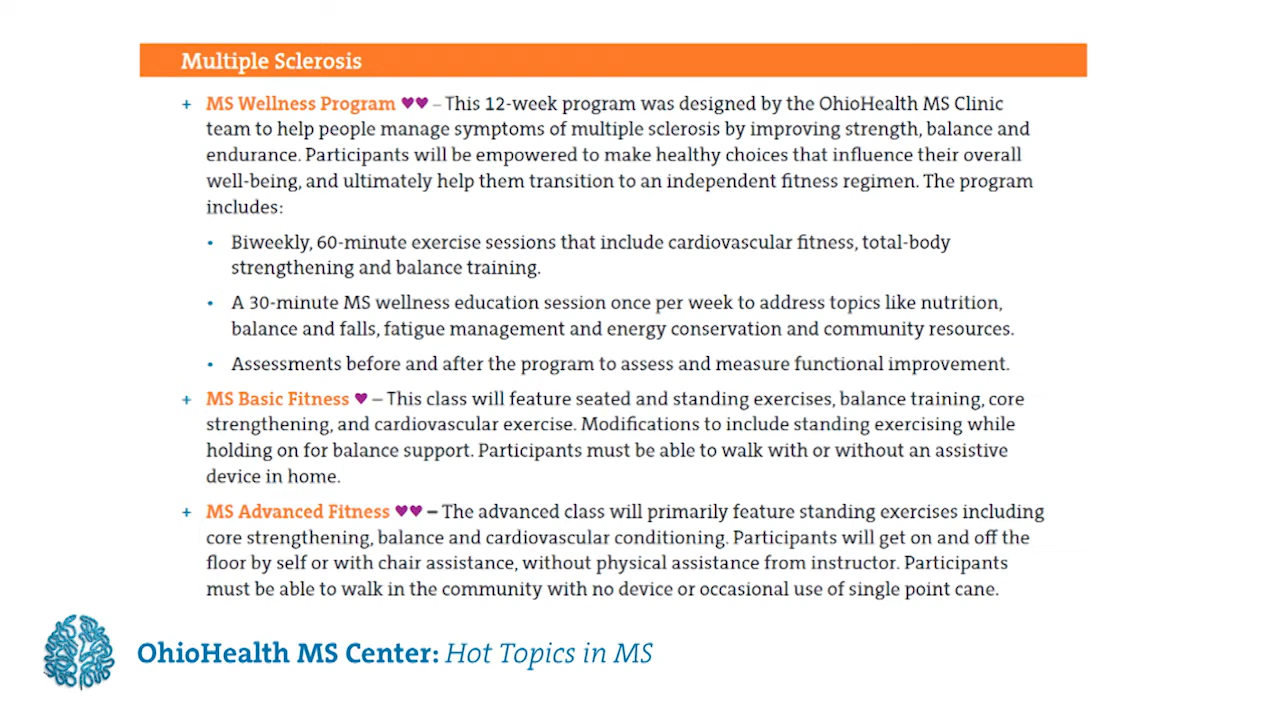 Multiple Sclerosis
+ MS Wellness Program ♥♥ – This 12-week program was designed by the OhioHealth MS Clinic
team to help people manage symptoms of multiple sclerosis by improving strength, balance and
endurance. Participants will be empowered to make healthy choices that influence their overall
well-being, and ultimately help them transition to an independent fitness regimen. The program
includes:
• Biweekly, 60-minute exercise sessions that include cardiovascular fitness, total-body
strengthening and balance training.
• A 30-minute MS wellness education session once per week to address topics like nutrition,
balance and falls, fatigue management and energy conservation and community resources.
• Assessments before and after the program to assess and measure functional improvement.
+ MS Basic Fitness ♥ – This class will feature seated and standing exercises, balance training, core
strengthening, and cardiovascular exercise. Modifications to include standing exercising while
holding on for balance support. Participants must be able to walk with or without an assistive
device in home.
+ MS Advanced Fitness ♥♥ – The advanced class will primarily feature standing exercises including
core strengthening, balance and cardiovascular conditioning. Participants will get on and off the
floor by self or with chair assistance, without physical assistance from instructor. Participants
must be able to walk in the community with no device or occasional use of single point cane.
OhioHealth MS Center: Hot Topics in MS